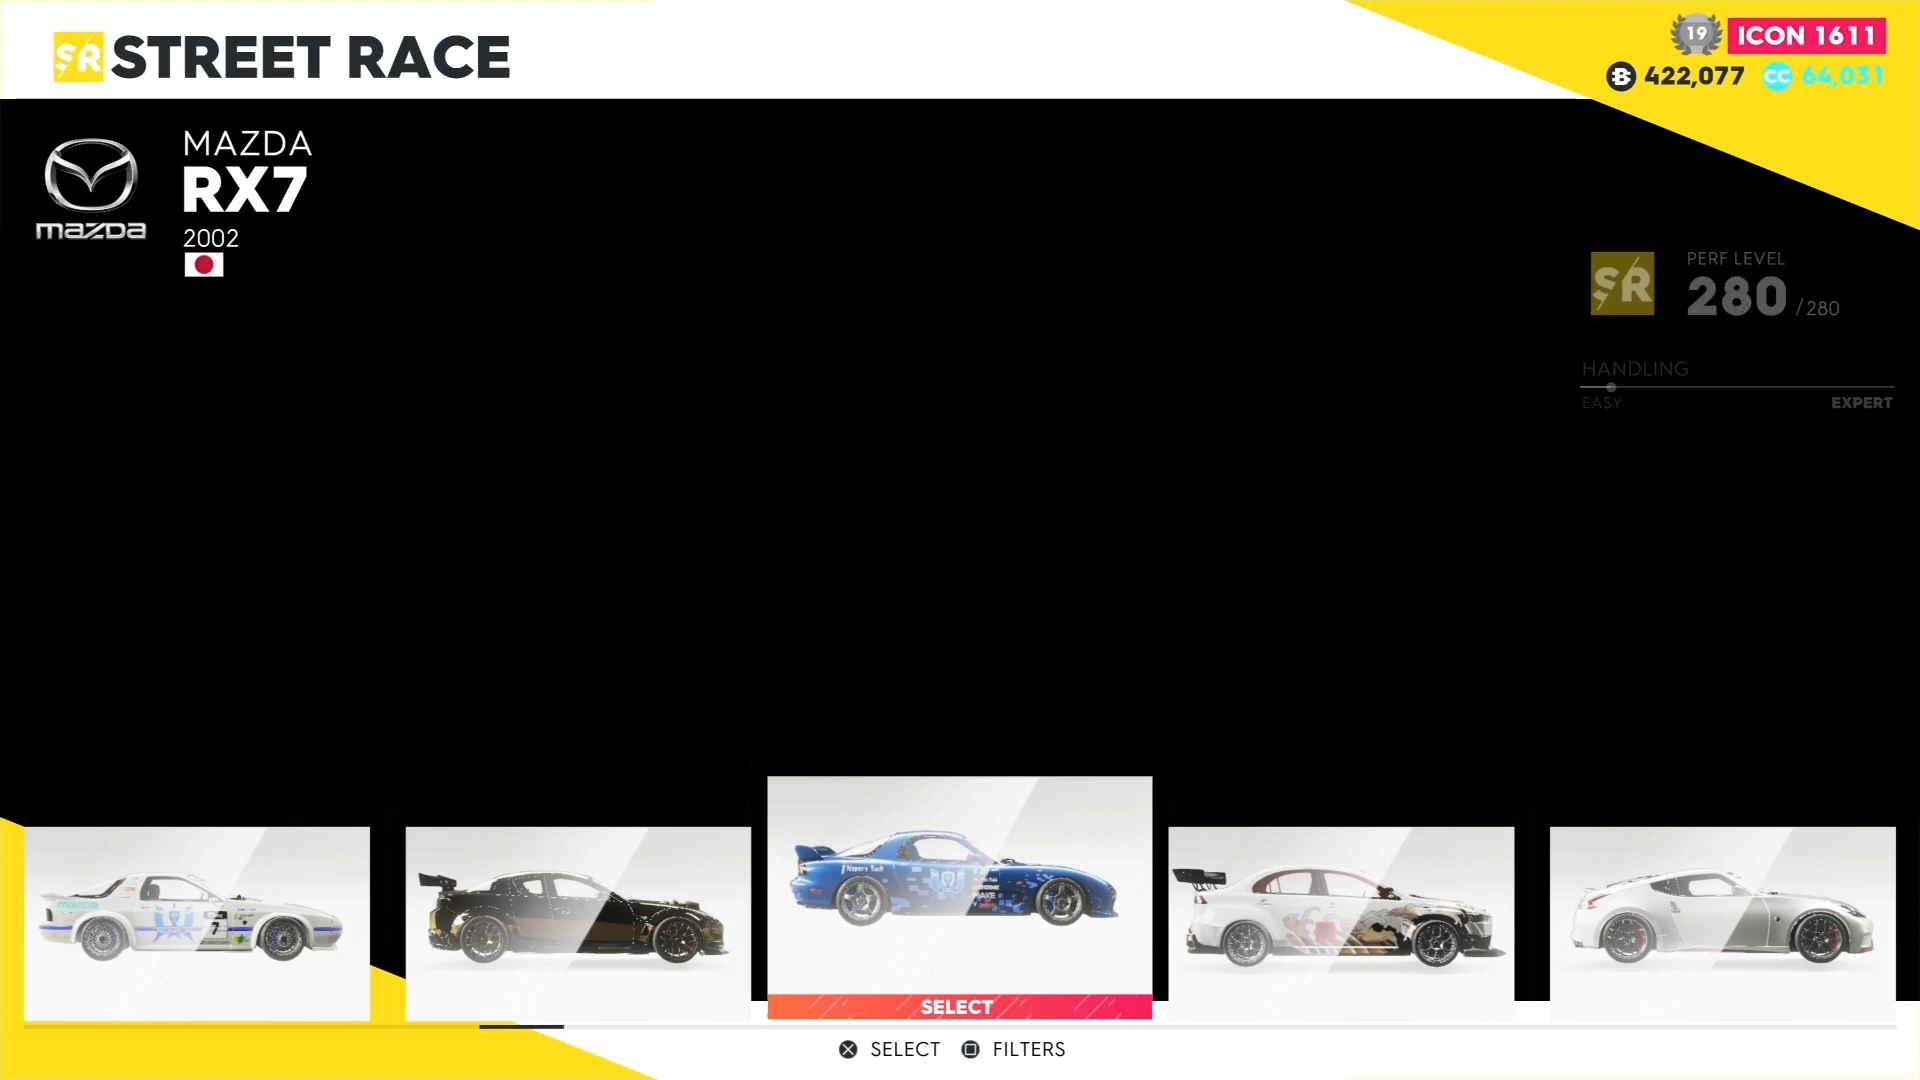 SR STREET RACE
19 ICON 1611
422,077 CC 64,031
mazda
MAZDA
RX7
2002
SR PERF LEVEL
280 /280
HANDLING
EASY EXPERT
7
SELECT
SELECT FILTERS